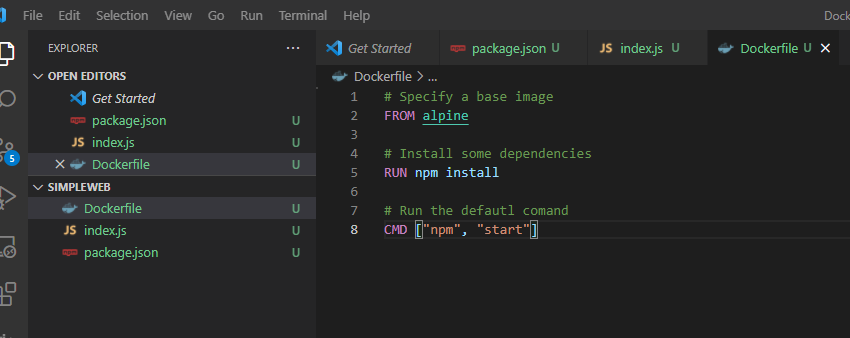 File Edit Selection View Go Run Terminal Help Dock
EXPLORER ...
Get Started package.json U JS index.js U Dockerfile U
OPEN EDITORS
Get Started
package.json U
JS index.js U
Dockerfile U
SIMPLEWEB
Dockerfile U
JS index.js U
package.json U
5
Dockerfile > ...
1 # Specify a base image
2 FROM alpine
3
4 # Install some dependencies
5 RUN npm install
6
7 # Run the defautl comand
8 CMD ["npm", "start"]